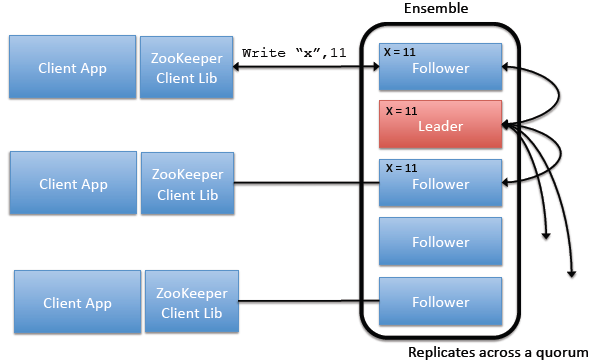 Ensemble
Client App
ZooKeeper
Client Lib
Write “x”,11
X = 11
Follower
X = 11
Leader
Client App
ZooKeeper
Client Lib
X = 11
Follower
Follower
Client App
ZooKeeper
Client Lib
Follower
Replicates across a quorum